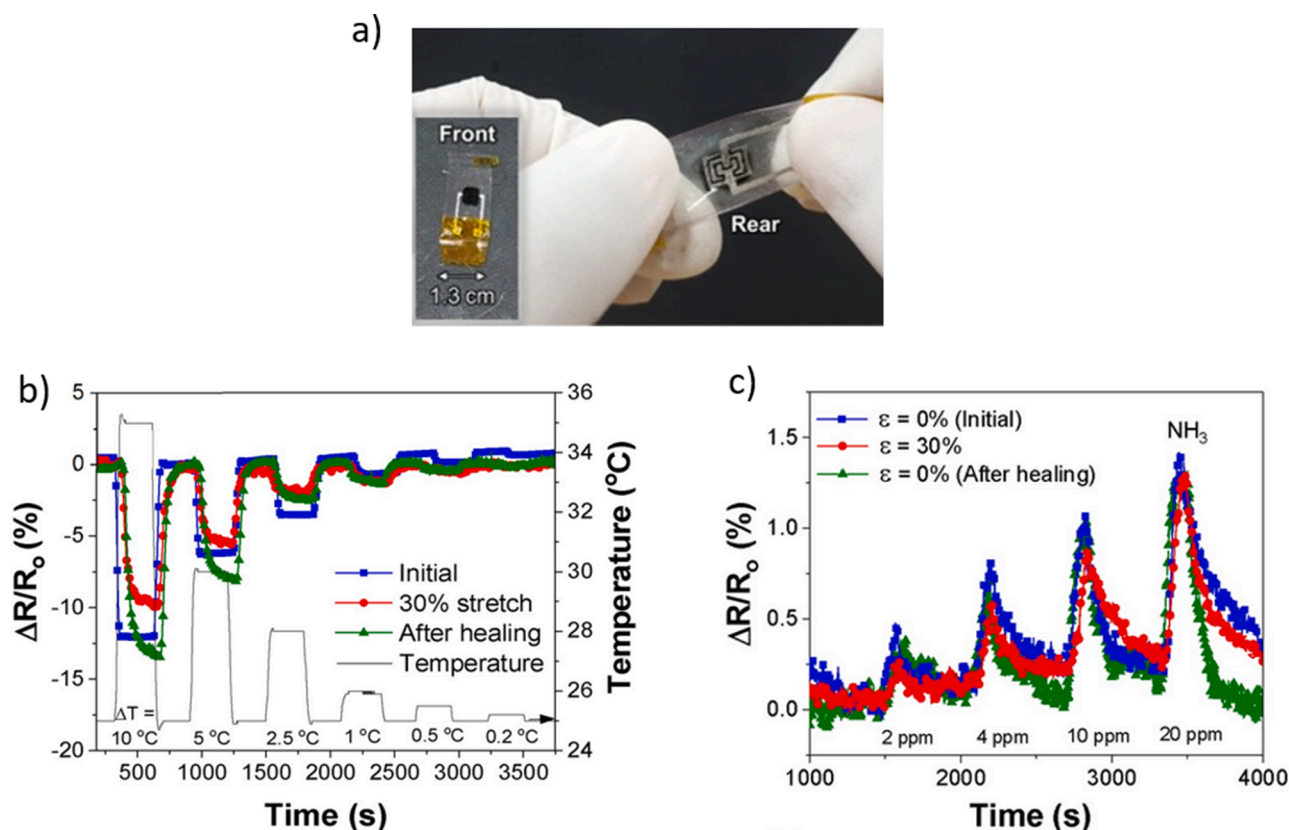 a)
Front
Rear
1.3 cm
b)
5
0
-5
-10
-15
-20
ΔR/Ro (%)
36
34
32
30
28
26
24
Temperature (°C)
Initial
30% stretch
After healing
Temperature
ΔT =
10 °C
5 °C
2.5 °C
1 °C
0.5 °C
0.2 °C
500
1000
1500
2000
2500
3000
3500
Time (s)
c)
1.5
1.0
0.5
0.0
ΔR/Ro (%)
ε = 0% (Initial)
ε = 30%
ε = 0% (After healing)
NH3
2 ppm
4 ppm
10 ppm
20 ppm
1000
2000
3000
4000
Time (s)